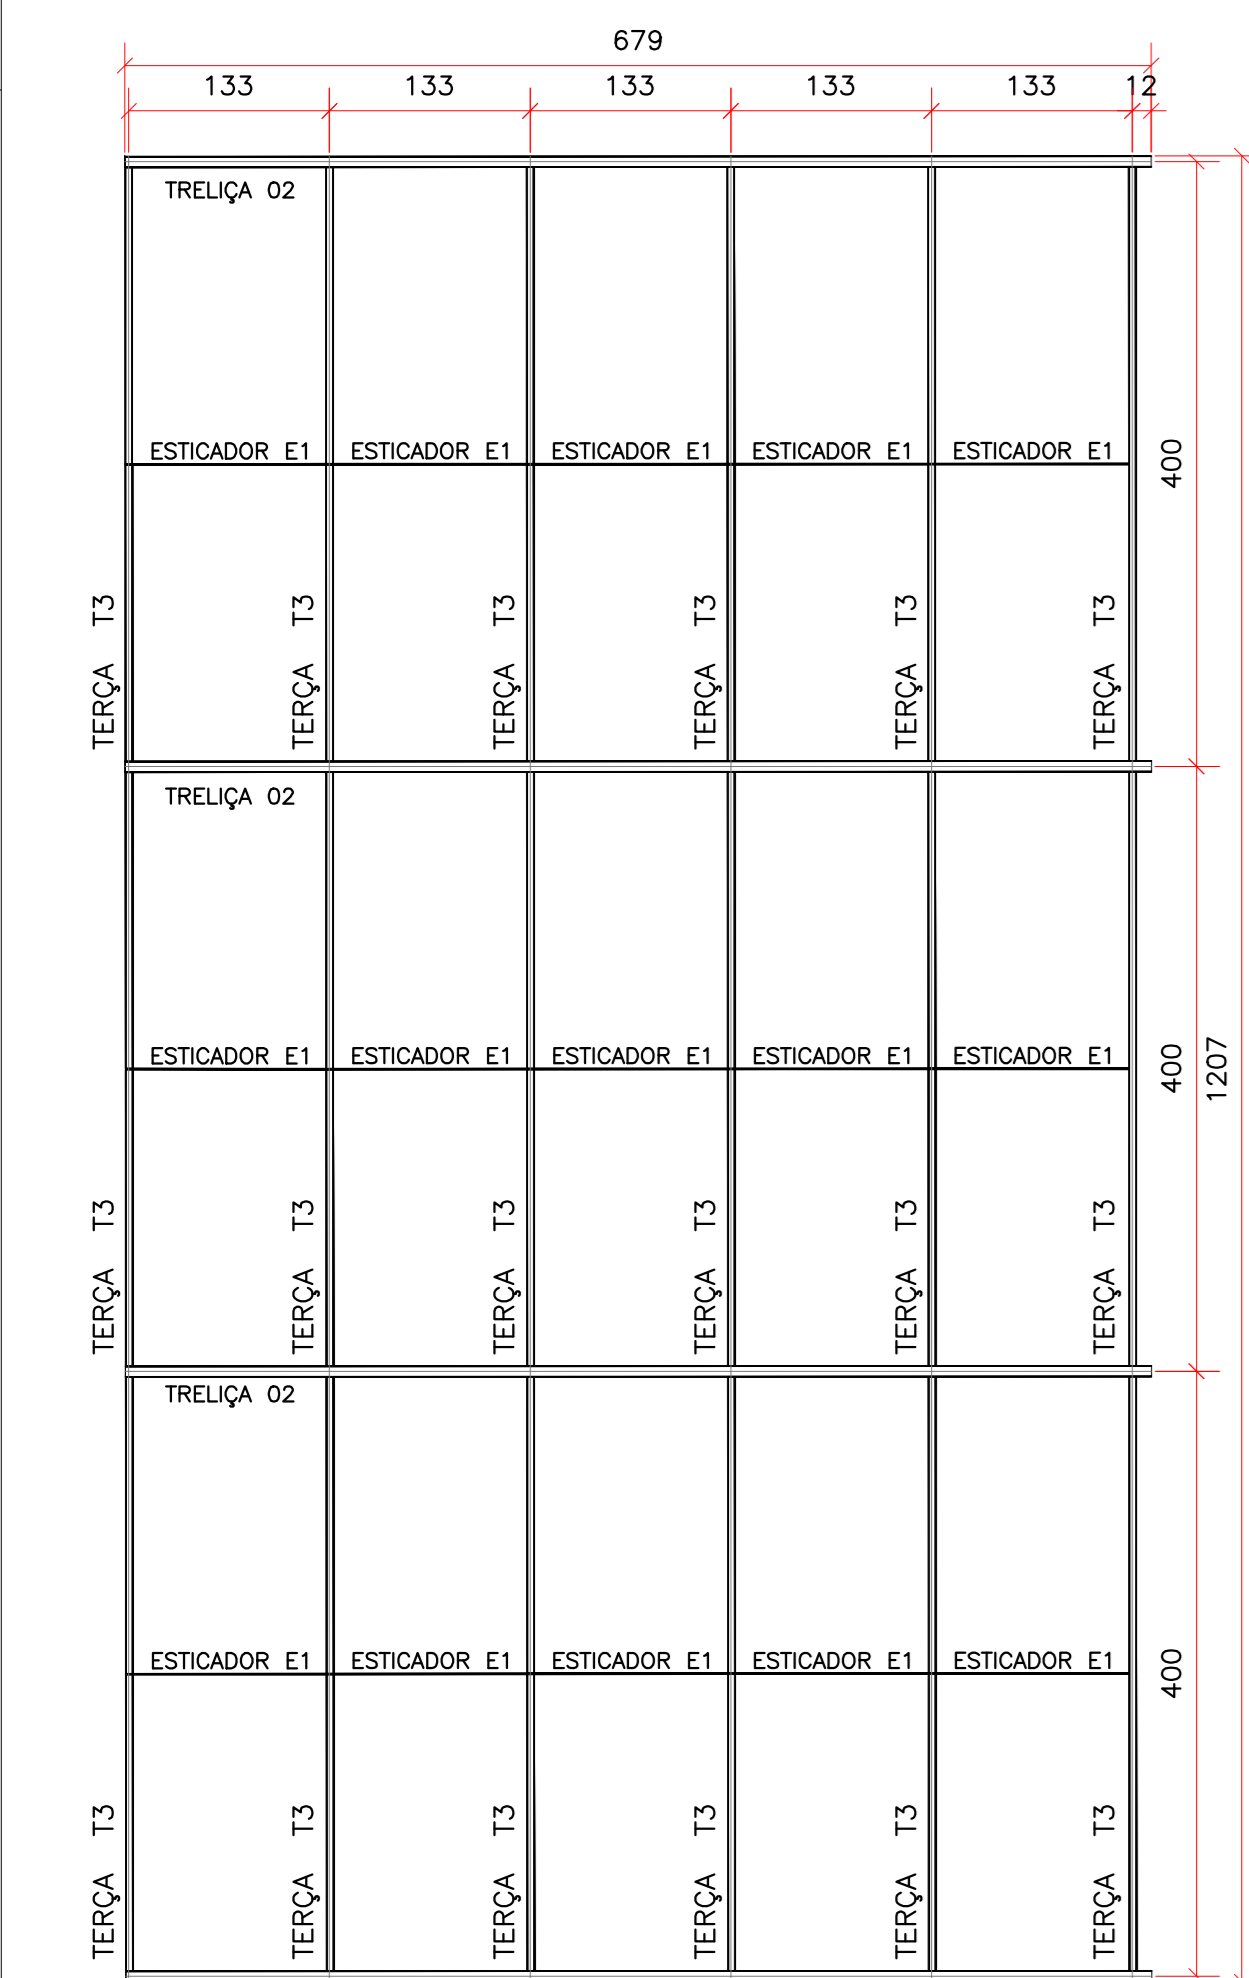 679
133 133 133 133 133 12
TRELIÇA 02
ESTICADOR E1 ESTICADOR E1 ESTICADOR E1 ESTICADOR E1 ESTICADOR E1
400
TERÇA T3 TERÇA T3 TERÇA T3 TERÇA T3 TERÇA T3 TERÇA T3
TRELIÇA 02
ESTICADOR E1 ESTICADOR E1 ESTICADOR E1 ESTICADOR E1 ESTICADOR E1
400
1207
TERÇA T3 TERÇA T3 TERÇA T3 TERÇA T3 TERÇA T3 TERÇA T3
TRELIÇA 02
ESTICADOR E1 ESTICADOR E1 ESTICADOR E1 ESTICADOR E1 ESTICADOR E1
400
TERÇA T3 TERÇA T3 TERÇA T3 TERÇA T3 TERÇA T3 TERÇA T3